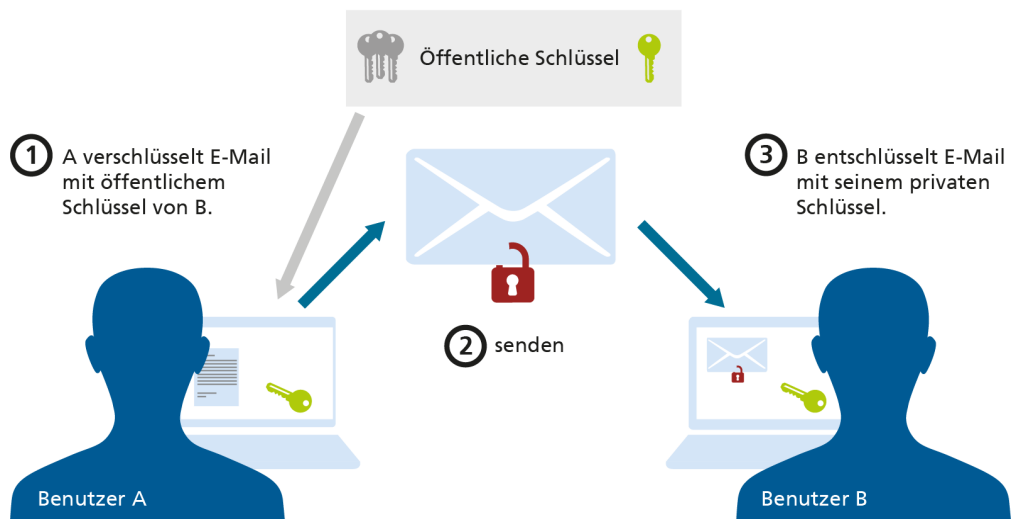 Öffentliche Schlüssel
1 A verschlüsselt E-Mail
mit öffentlichem
Schlüssel von B.
2 senden
3 B entschlüsselt E-Mail
mit seinem privaten
Schlüssel.
Benutzer A
Benutzer B